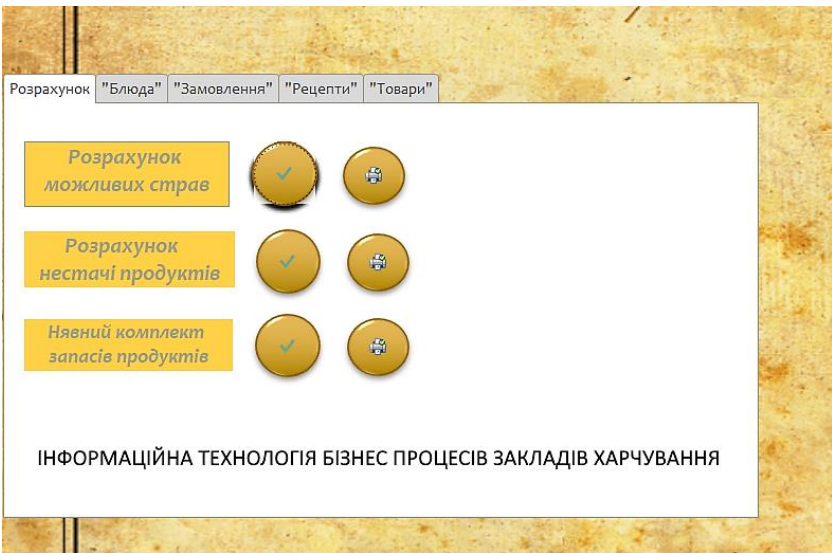 Розрахунок "Блюда" "Замовлення" "Рецепти" "Товари"
Розрахунок
можливих страв
Розрахунок
нестачі продуктів
Нявний комплект
запасів продуктів
ІНФОРМАЦІЙНА ТЕХНОЛОГІЯ БІЗНЕС ПРОЦЕСІВ ЗАКЛАДІВ ХАРЧУВАННЯ